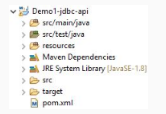 Demo1-jdbc-api
src/main/java
src/test/java
resources
Maven Dependencies
JRE System Library [JavaSE-1.8]
src
target
pom.xml